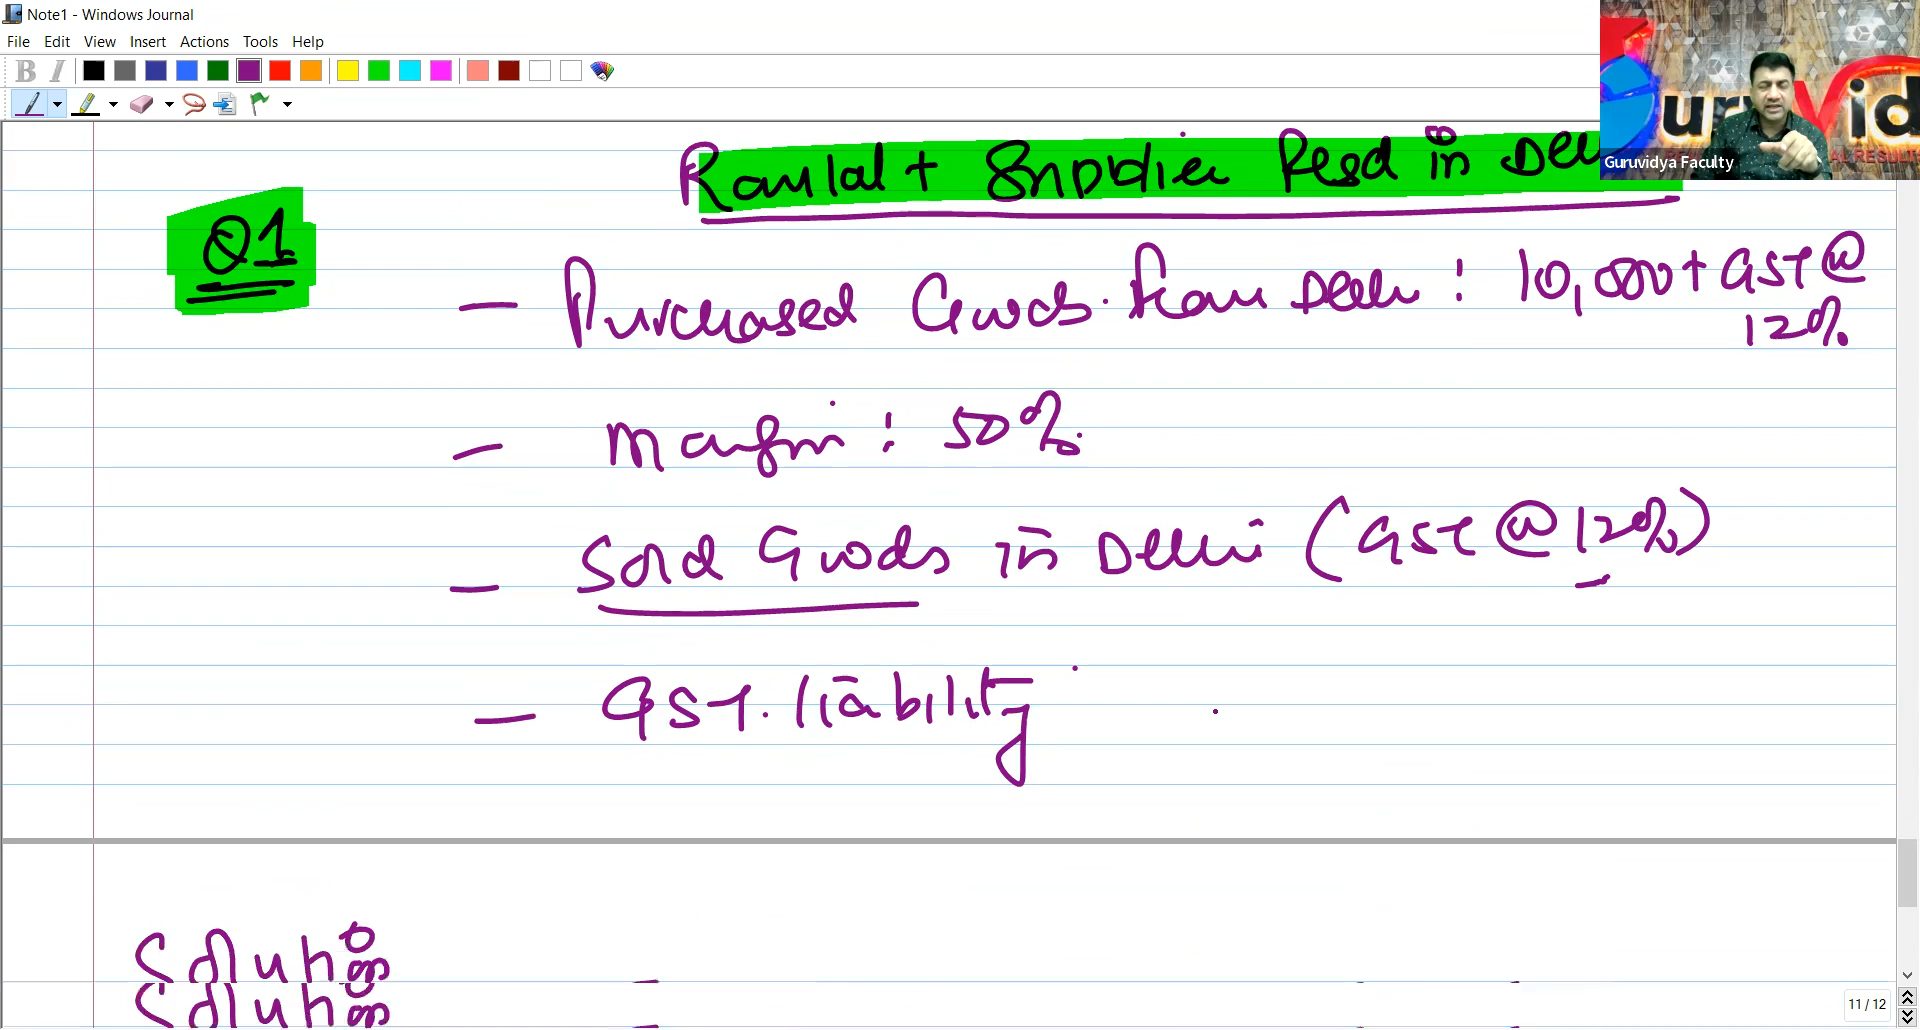 Note1 - Windows Journal
File Edit View Insert Actions Tools Help
B I
Guruvidya Faculty
Ramlal + Supplier Regd in
Q1
- Purchased Goods from Delhi : 10,000 + GST @ 12%
- Margin : 50%
- Sold Goods in Delhi (GST @ 12%)
- GST liability
Solution
11 / 12